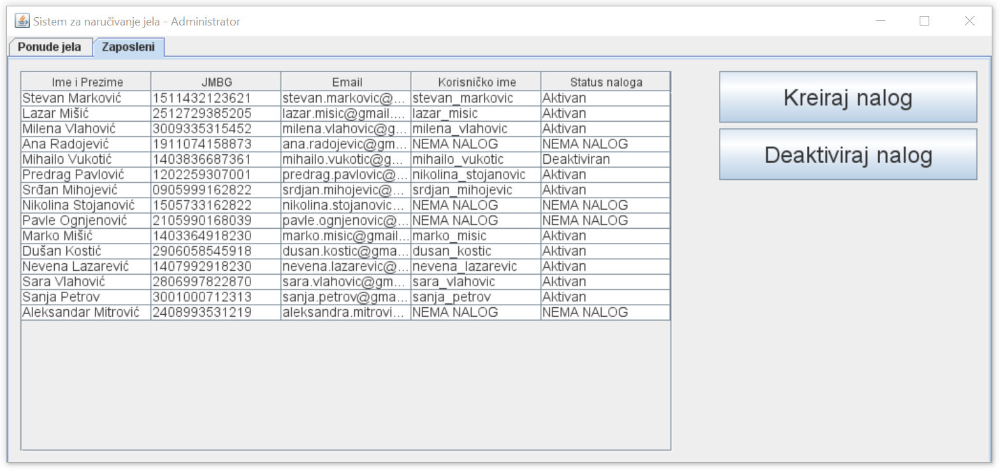 Sistem za naručivanje jela - Administrator
Ponude jela Zaposleni
Ime i Prezime JMBG Email Korisničko ime Status naloga
Stevan Marković 1511432123621 stevan.markovic@... stevan_markovic Aktivan
Lazar Mišić 2512729385205 lazar.misic@gmail.... lazar_misic Aktivan
Milena Vlahović 3009335315452 milena.vlahovic@g... milena_vlahovic Aktivan
Ana Radojević 1911074158873 ana.radojevic@gm... NEMA NALOG NEMA NALOG
Mihailo Vukotić 1403836687361 mihailo.vukotic@g... mihailo_vukotic Deaktiviran
Predrag Pavlović 1202259307001 predrag.pavlovic@... nikolina_stojanovic Aktivan
Srđan Mihojević 0905999162822 srdjan.mihojevic@... srdjan_mihojevic Aktivan
Nikolina Stojanović 1505733162822 nikolina.stojanovic... NEMA NALOG NEMA NALOG
Pavle Ognjenović 2105990168039 pavle.ognjenovic@... NEMA NALOG NEMA NALOG
Marko Mišić 1403364918230 marko.misic@gmail... marko_misic Aktivan
Dušan Kostić 2906058545918 dusan.kostic@gma... dusan_kostic Aktivan
Nevena Lazarević 1407992918230 nevena.lazarevic@... nevena_lazarevic Aktivan
Sara Vlahović 2806997822870 sara.vlahovic@gm... sara_vlahovic Aktivan
Sanja Petrov 3001000712313 sanja.petrov@gma... sanja_petrov Aktivan
Aleksandar Mitrović 2408993531219 aleksandra.mitrovi... NEMA NALOG NEMA NALOG
Kreiraj nalog
Deaktiviraj nalog